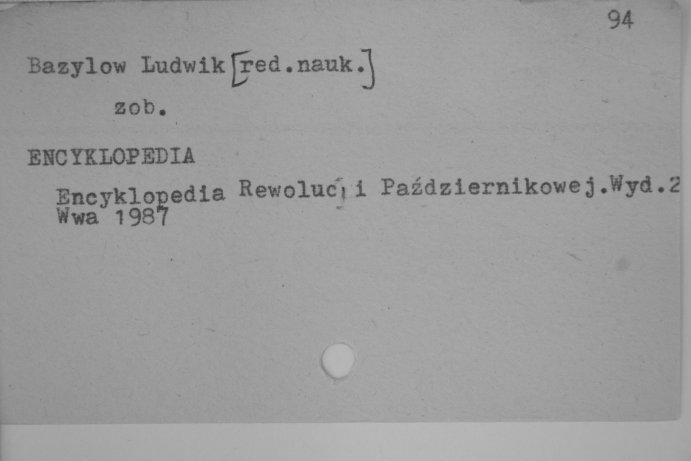 94
Bazylow Ludwik [red.nauk.]
zob.
ENCYKLOPEDIA
Encyklopedia Rewolucji Październikowej.Wyd.2
Wwa 1987